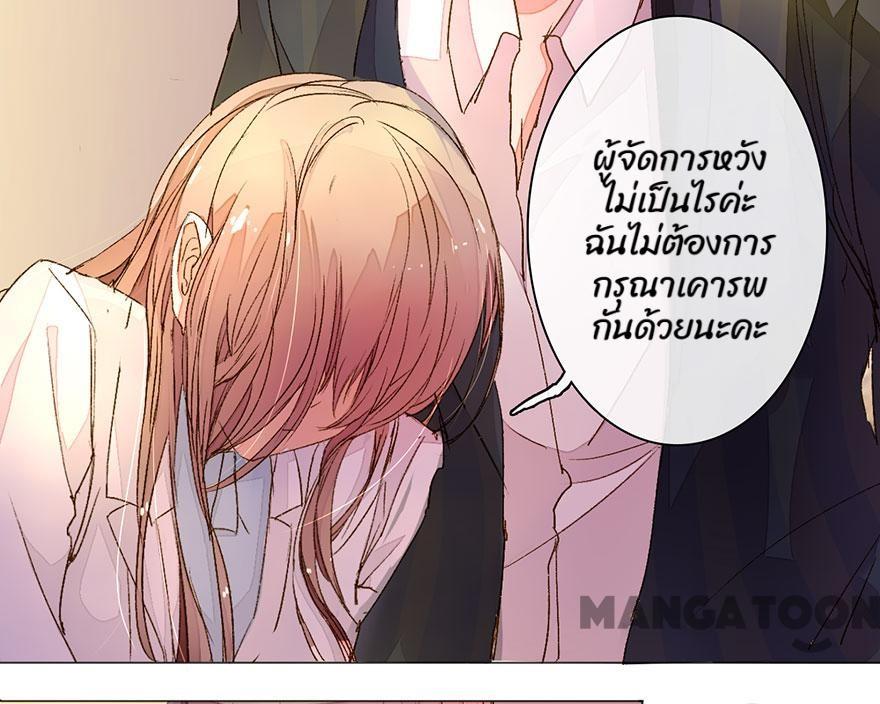 ผู้จัดการหวัง
ไม่เป็นไรค่ะ
ฉันไม่ต้องการ
กรุณาเคารพ
กันด้วยนะคะ
MANGATOON